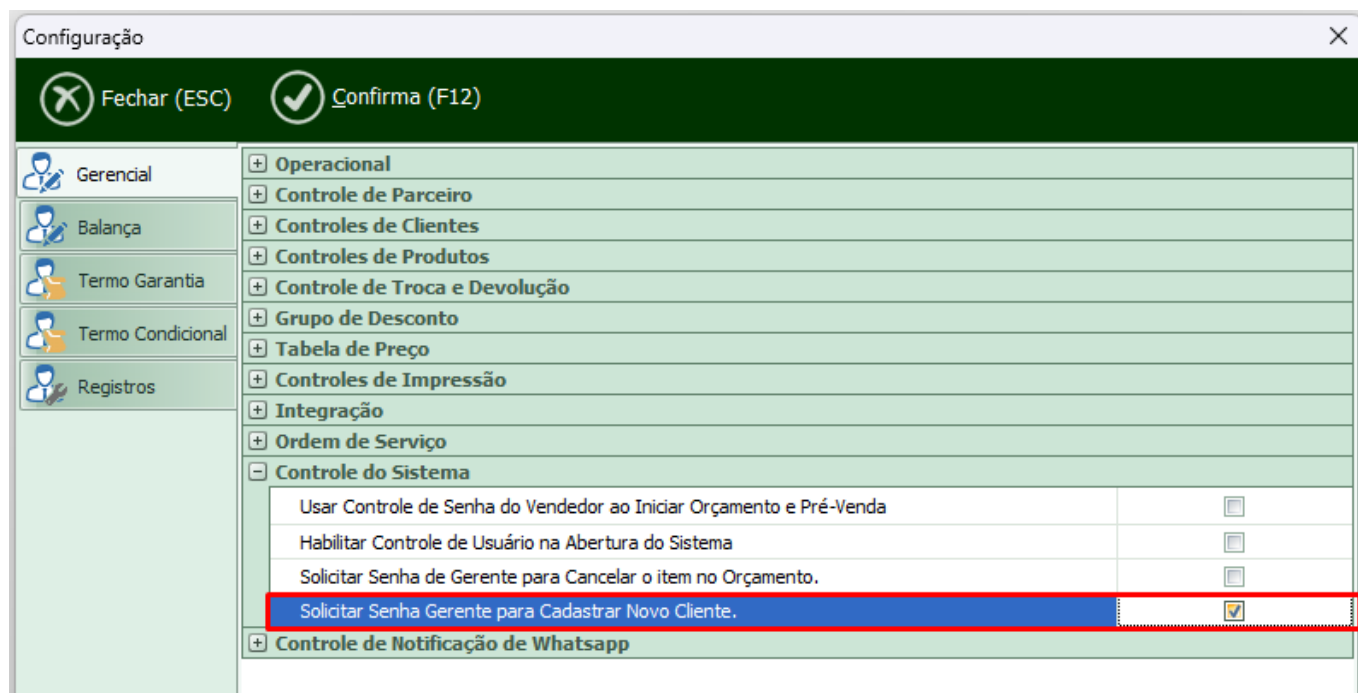 Configuração
Fechar (ESC)
Confirma (F12)
Gerencial
Balança
Termo Garantia
Termo Condicional
Registros
Operacional
Controle de Parceiro
Controles de Clientes
Controles de Produtos
Controle de Troca e Devolução
Grupo de Desconto
Tabela de Preço
Controles de Impressão
Integração
Ordem de Serviço
Controle do Sistema
Usar Controle de Senha do Vendedor ao Iniciar Orçamento e Pré-Venda
Habilitar Controle de Usuário na Abertura do Sistema
Solicitar Senha de Gerente para Cancelar o item no Orçamento.
Solicitar Senha Gerente para Cadastrar Novo Cliente.
Controle de Notificação de Whatsapp